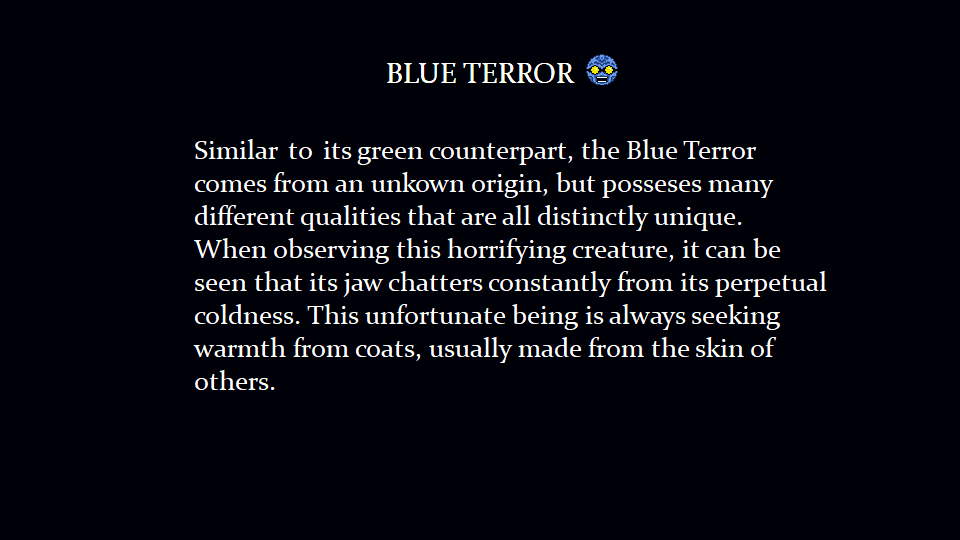 BLUE TERROR
Similar to its green counterpart, the Blue Terror
comes from an unkown origin, but posseses many
different qualities that are all distinctly unique.
When observing this horrifying creature, it can be
seen that its jaw chatters constantly from its perpetual
coldness. This unfortunate being is always seeking
warmth from coats, usually made from the skin of
others.